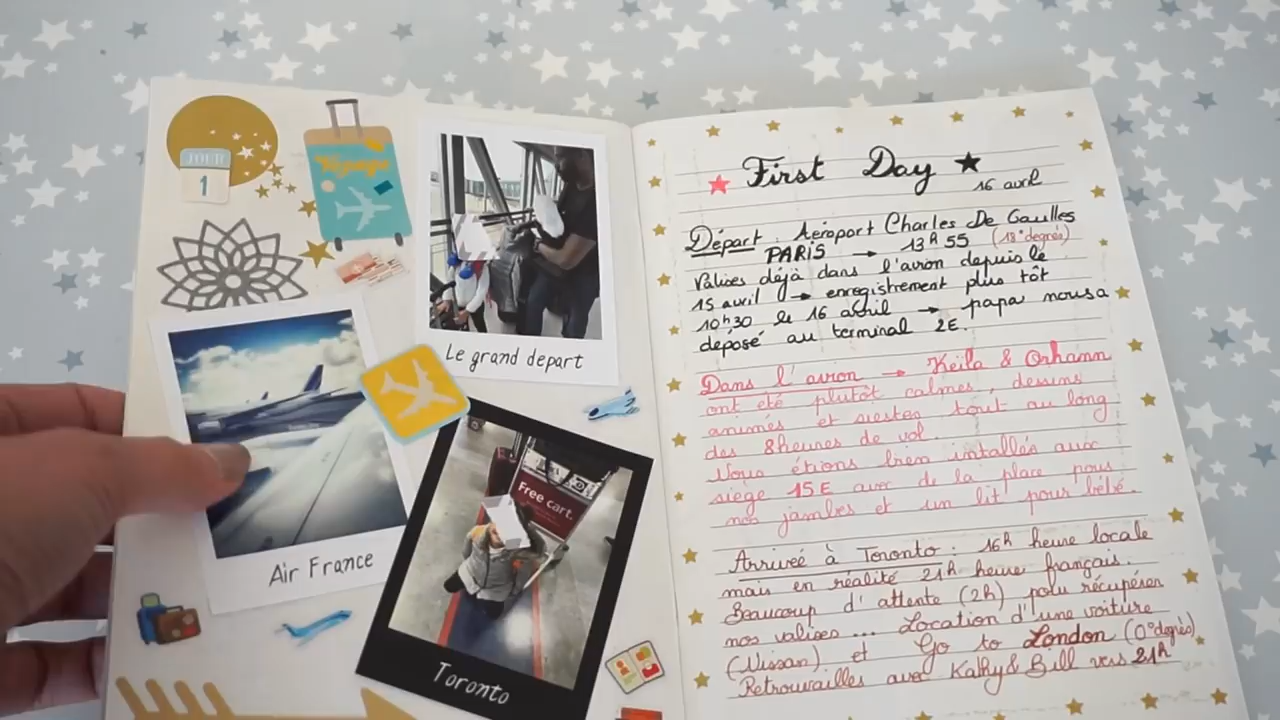 JOUR
1
Voyage
Le grand depart
Air France
Free cart.
Toronto
First Day
16 avril
Départ : Aéroport Charles De Gaulles
PARIS → 13h55 (18°degrés)
Valises déjà dans l'avion depuis le
15 avril → enregistrement plus tôt
10h30 le 16 avril → papa nous a
déposé au terminal 2E.
Dans l'avion → Keila & Orhann
ont été plutôt calmes, dessins
animés et siestes tout au long
des 8heures de vol.
Nous étions bien installés avec
siège 15E avec de la place pour
nos jambes et un lit pour bébé.
Arriveé à Toronto : 16h heure locale
mais en réalité 21h heure français.
Beaucoup d'attente (2h) pour récupérer
nos valises... Location d'une voiture
(Nissan) et Go to London (0°degrés)
Retrouvailles avec Kathy & Bill vers 21h